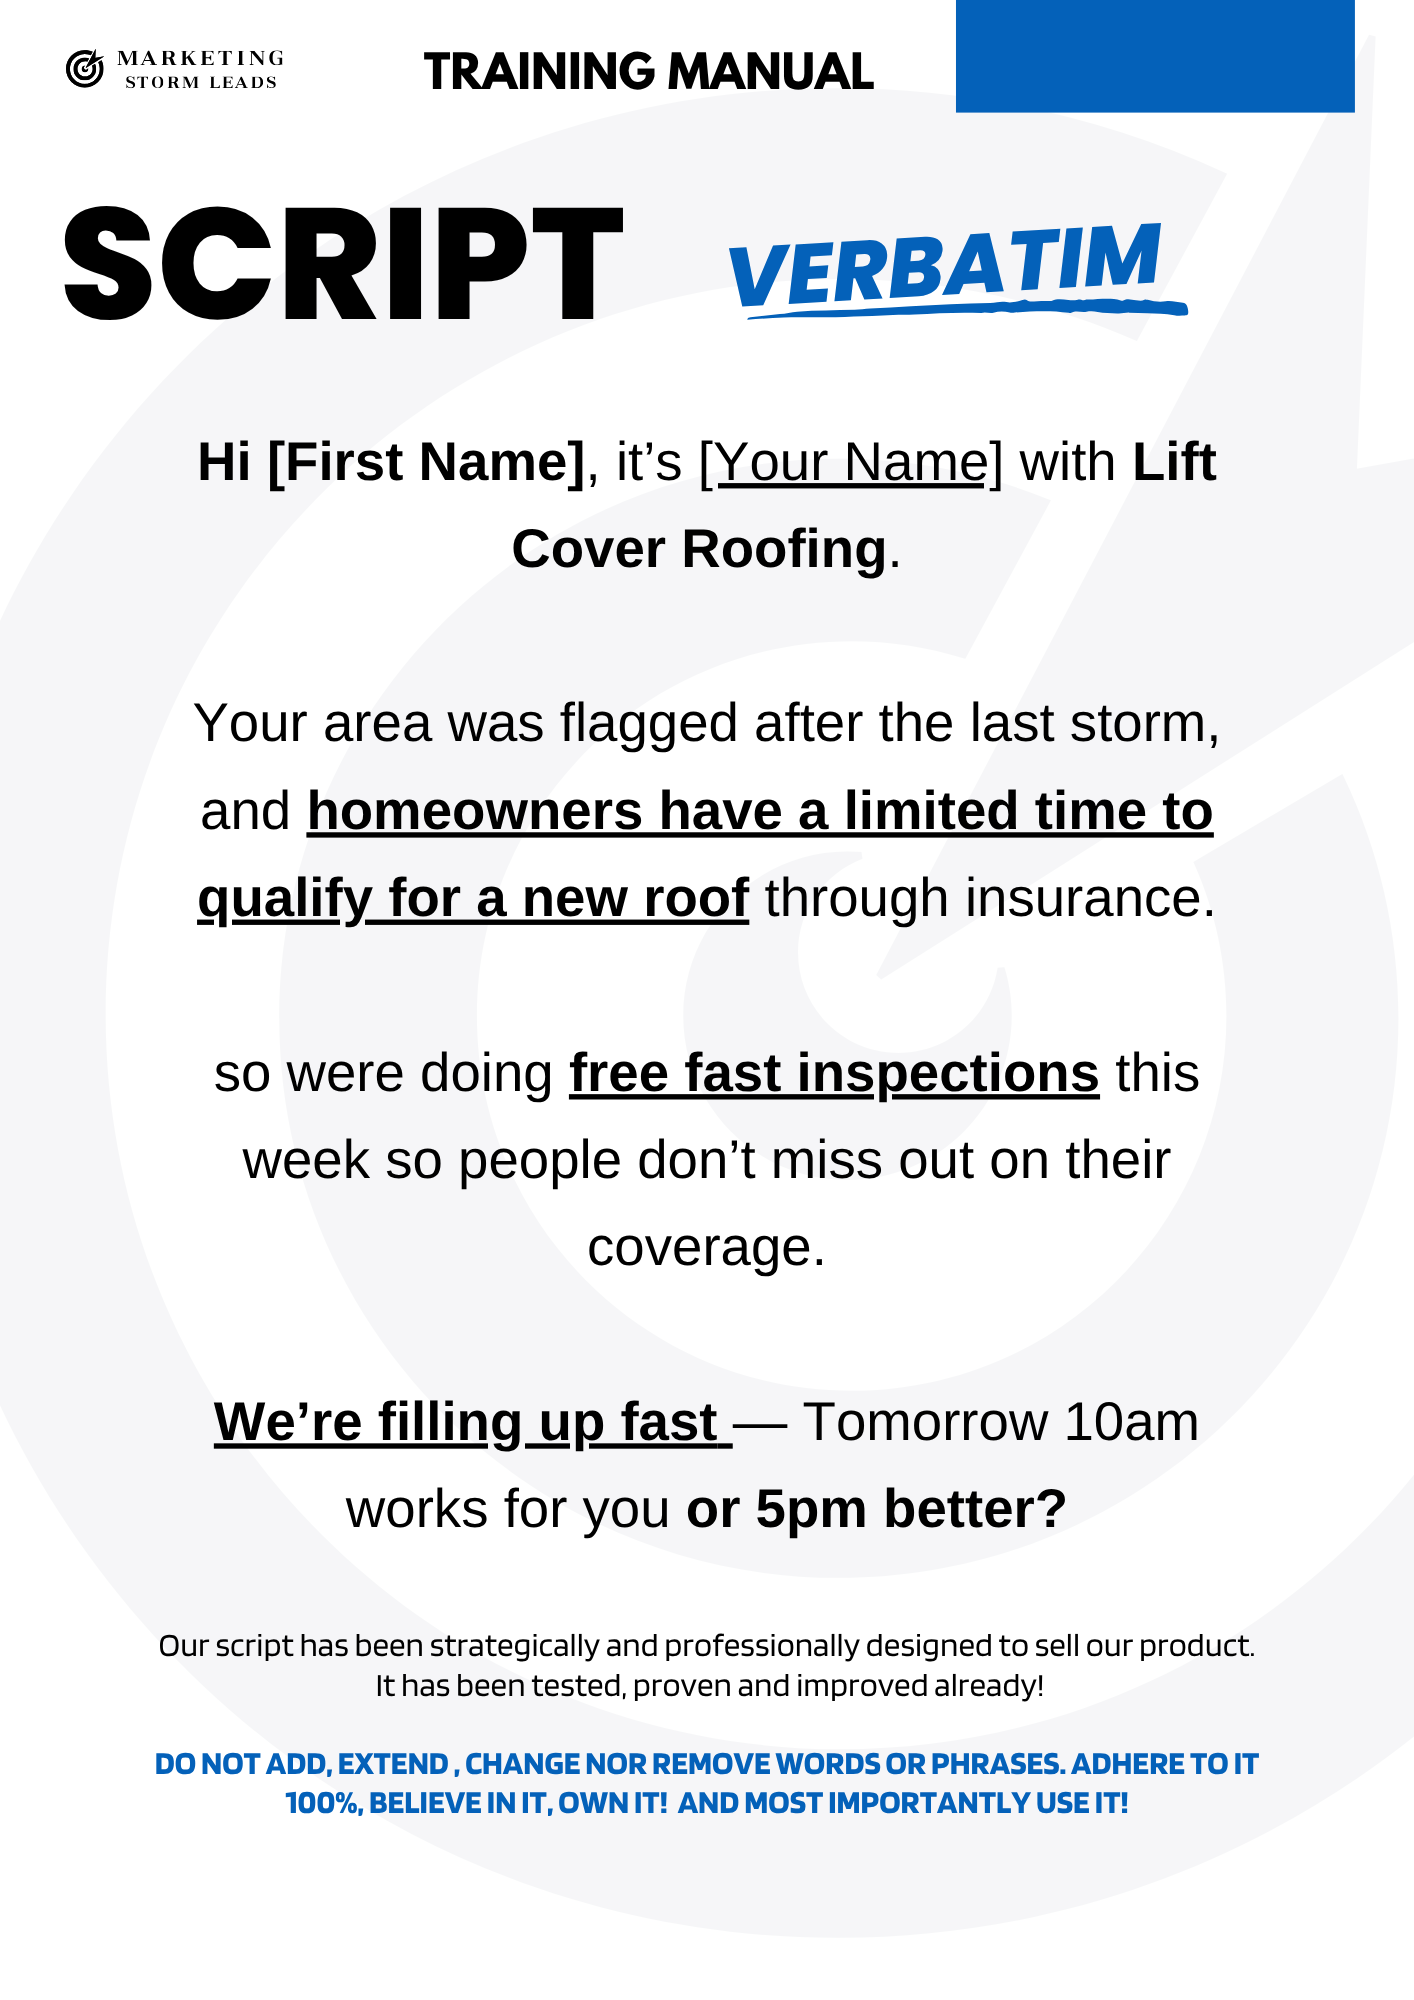 MARKETING
STORM LEADS
TRAINING MANUAL
SCRIPT
VERBATIM
Hi [First Name], it’s [Your Name] with Lift
Cover Roofing.
Your area was flagged after the last storm,
and homeowners have a limited time to
qualify for a new roof through insurance.
so were doing free fast inspections this
week so people don’t miss out on their
coverage.
We’re filling up fast — Tomorrow 10am
works for you or 5pm better?
Our script has been strategically and professionally designed to sell our product.
It has been tested, proven and improved already!
DO NOT ADD, EXTEND , CHANGE NOR REMOVE WORDS OR PHRASES. ADHERE TO IT
100%, BELIEVE IN IT, OWN IT!  AND MOST IMPORTANTLY USE IT!